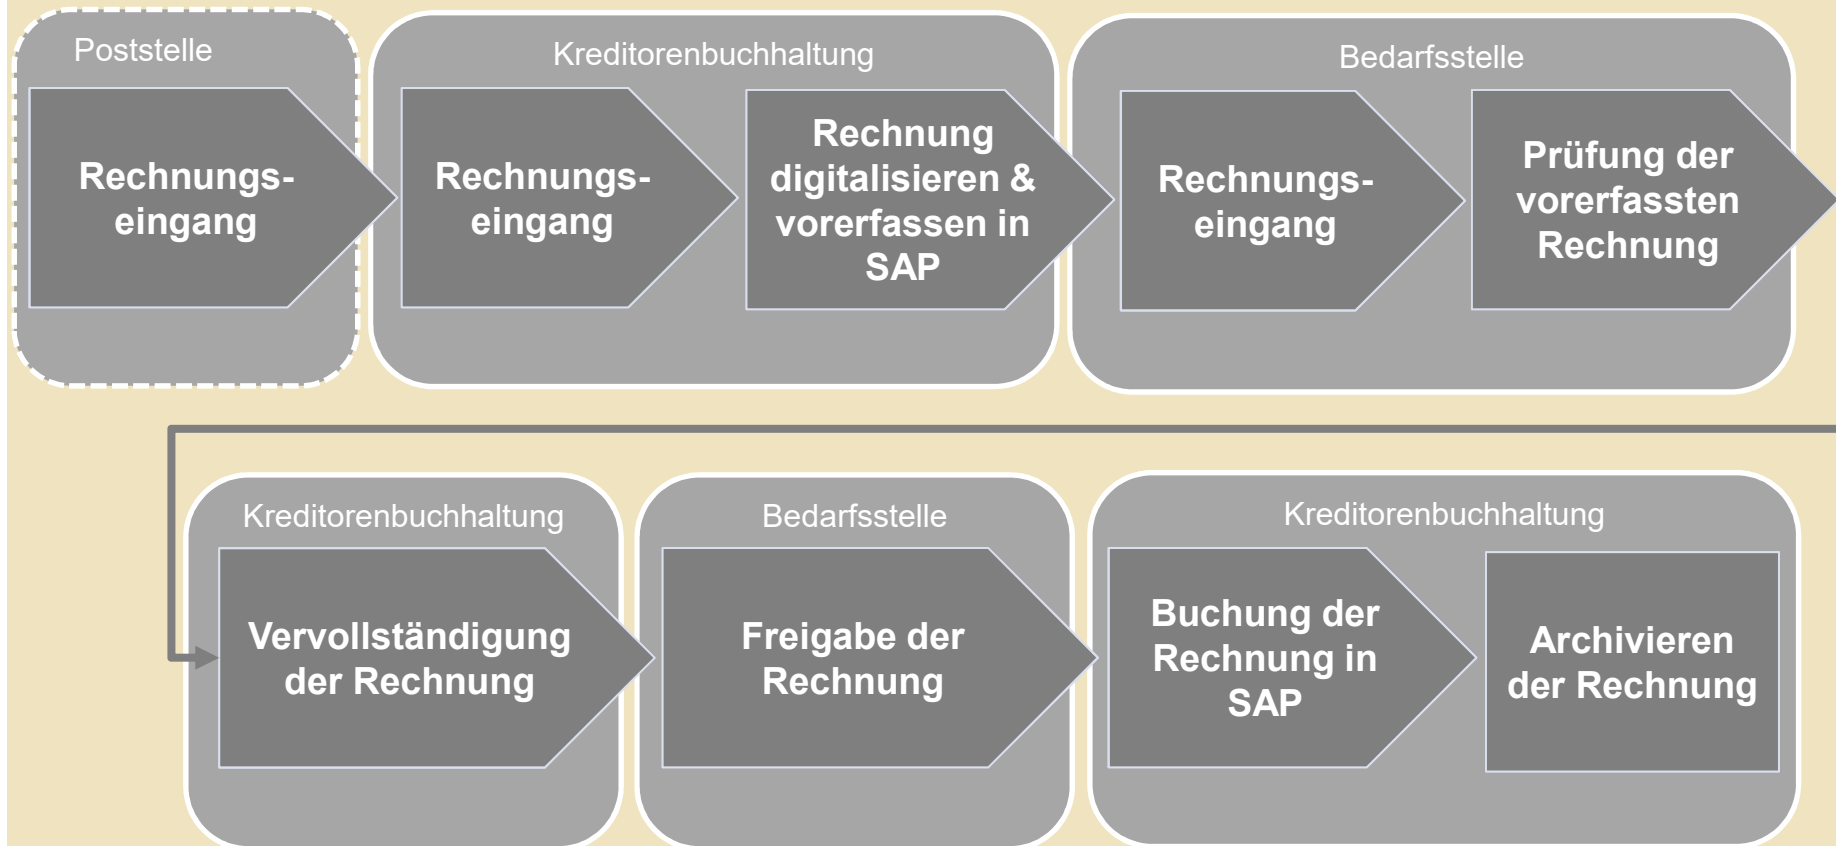 Poststelle
Rechnungs-
eingang
Kreditorenbuchhaltung
Rechnungs-
eingang
Rechnung
digitalisieren &
vorerfassen in
SAP
Bedarfsstelle
Rechnungs-
eingang
Prüfung der
vorerfassten
Rechnung
Kreditorenbuchhaltung
Vervollständigung
der Rechnung
Bedarfsstelle
Freigabe der
Rechnung
Kreditorenbuchhaltung
Buchung der
Rechnung in
SAP
Archivieren
der Rechnung